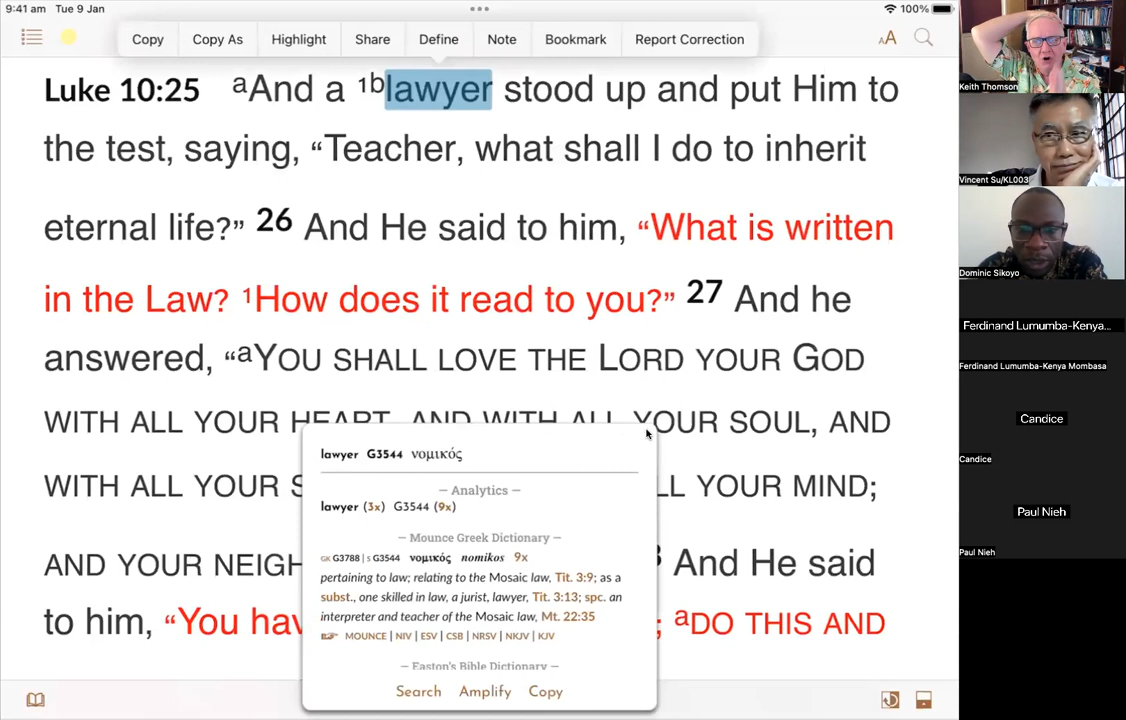 9:41 am Tue 9 Jan
100%
Copy Copy As Highlight Share Define Note Bookmark Report Correction
AA
Luke 10:25 aAnd a 1blawyer stood up and put Him to
the test, saying, “Teacher, what shall I do to inherit
eternal life?” 26 And He said to him, “What is written
in the Law? 1How does it read to you?” 27 And he
answered, “aYOU SHALL LOVE THE LORD YOUR GOD
WITH ALL YOUR HEART, AND WITH ALL YOUR SOUL, AND
WITH ALL YOUR S LL YOUR MIND;
AND YOUR NEIGH And He said
to him, “You hav ; aDO THIS AND
lawyer G3544 νομικός
— Analytics —
lawyer (3x) G3544 (9x)
— Mounce Greek Dictionary —
GK G3788 | S G3544 νομικός nomikos 9x
pertaining to law; relating to the Mosaic law, Tit. 3:9; as a
subst., one skilled in law, a jurist, lawyer, Tit. 3:13; spc. an
interpreter and teacher of the Mosaic law, Mt. 22:35
MOUNCE | NIV | ESV | CSB | NRSV | NKJV | KJV
— Easton's Bible Dictionary —
Search Amplify Copy
Keith Thomson
Vincent Su/KL003
Dominic Sikoyo
Ferdinand Lumumba-Kenya...
Ferdinand Lumumba-Kenya Mombasa
Candice
Candice
Paul Nieh
Paul Nieh